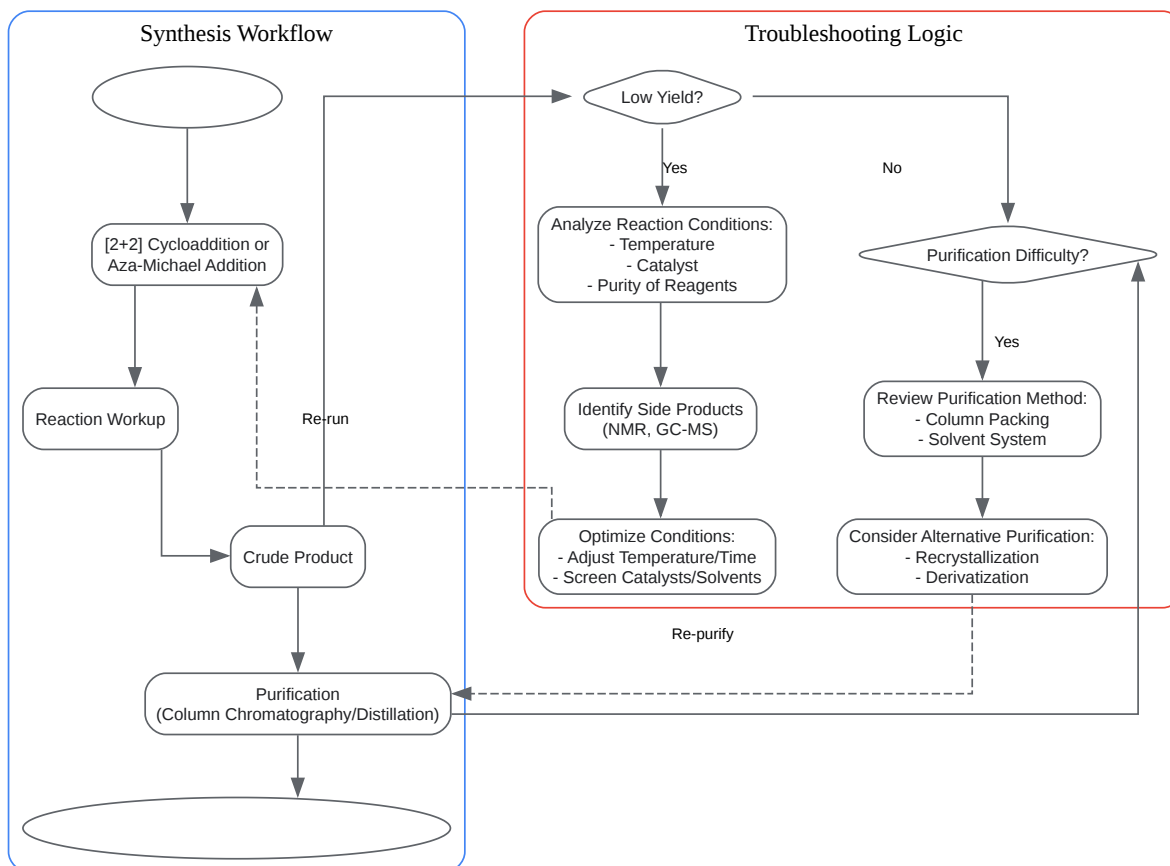 Synthesis Workflow
[2+2] Cycloaddition or
Aza-Michael Addition
Reaction Workup
Crude Product
Purification
(Column Chromatography/Distillation)
Troubleshooting Logic
Low Yield?
Yes
No
Analyze Reaction Conditions:
- Temperature
- Catalyst
- Purity of Reagents
Purification Difficulty?
Yes
Identify Side Products
(NMR, GC-MS)
Review Purification Method:
- Column Packing
- Solvent System
Re-run
Optimize Conditions:
- Adjust Temperature/Time
- Screen Catalysts/Solvents
Consider Alternative Purification:
- Recrystallization
- Derivatization
Re-purify